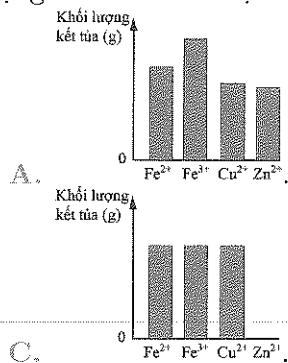 Khối lượng
kết tủa (g)
0
Fe²⁺ Fe³⁺ Cu²⁺ Zn²⁺
A.
Khối lượng
kết tủa (g)
0
Fe²⁺ Fe³⁺ Cu²⁺ Zn²⁺
C.